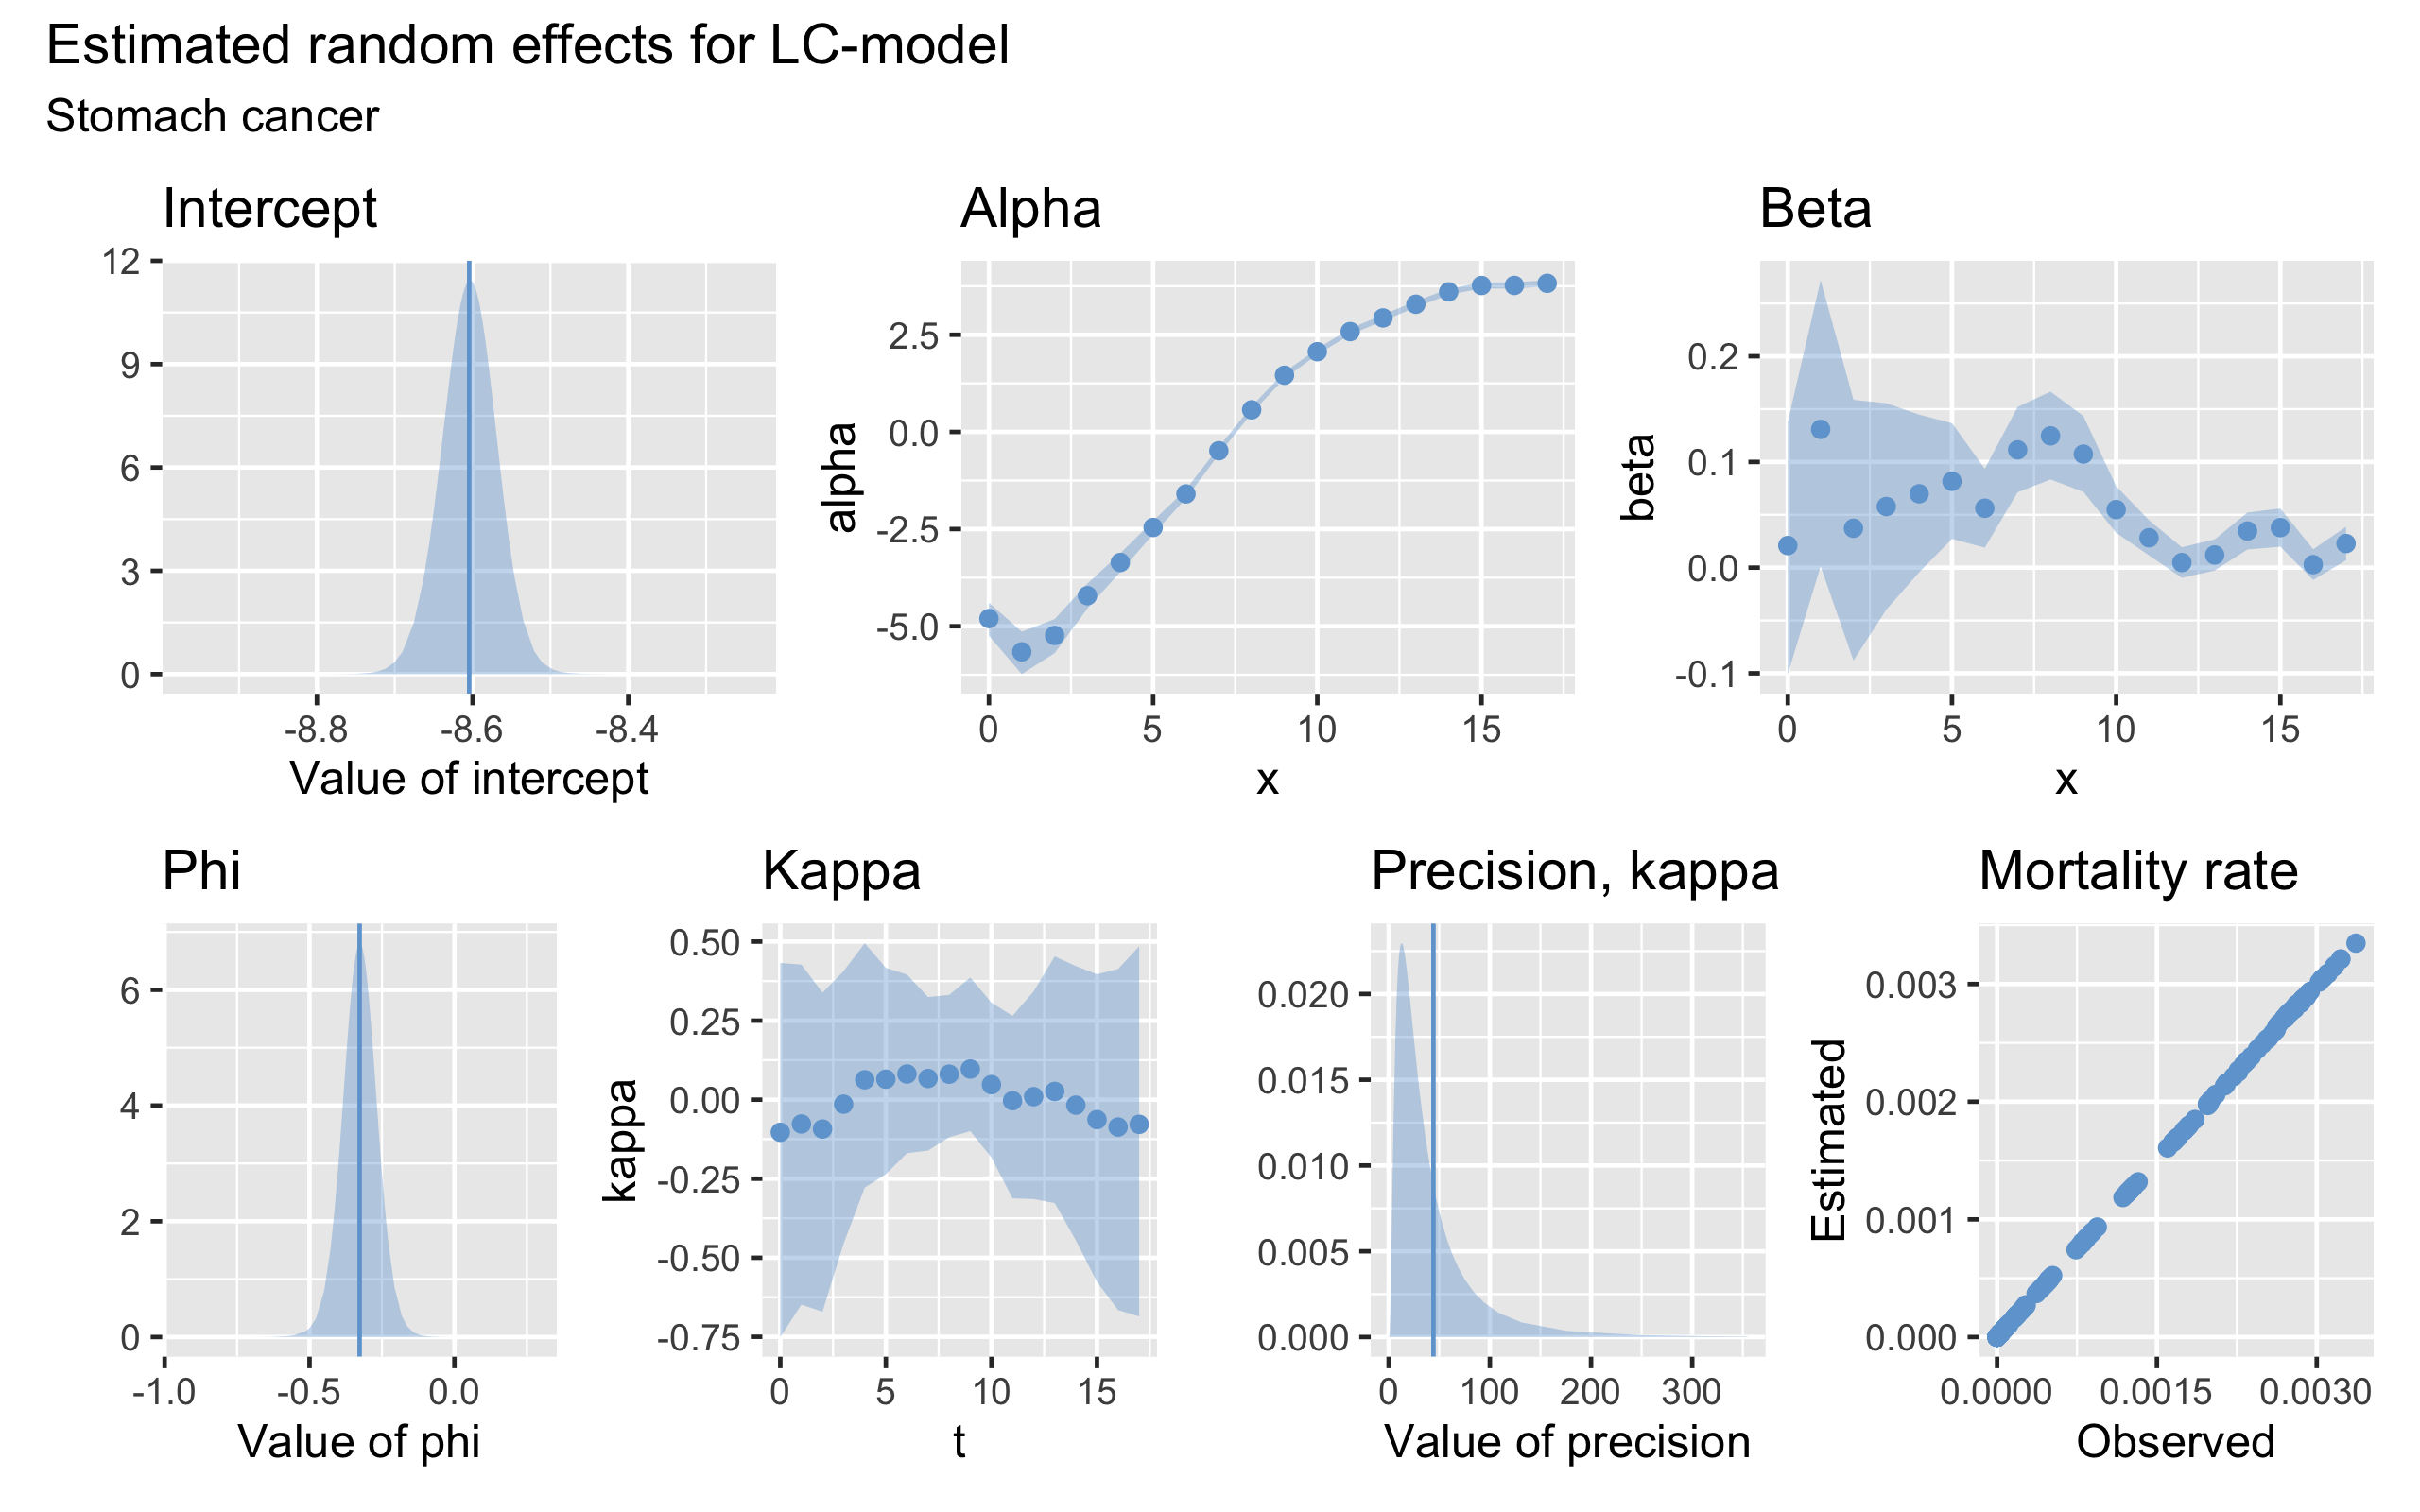 Estimated random effects for LC-model
Stomach cancer
Intercept
12
9
6
3
0
-8.8 -8.6 -8.4
Value of intercept
Alpha
alpha
2.5
0.0
-2.5
-5.0
0 5 10 15
x
Beta
beta
0.2
0.1
0.0
-0.1
0 5 10 15
x
Phi
6
4
2
0
-1.0 -0.5 0.0
Value of phi
Kappa
kappa
0.50
0.25
0.00
-0.25
-0.50
-0.75
0 5 10 15
t
Precision, kappa
0.020
0.015
0.010
0.005
0.000
0 100 200 300
Value of precision
Mortality rate
Estimated
0.003
0.002
0.001
0.000
0.0000 0.0015 0.0030
Observed